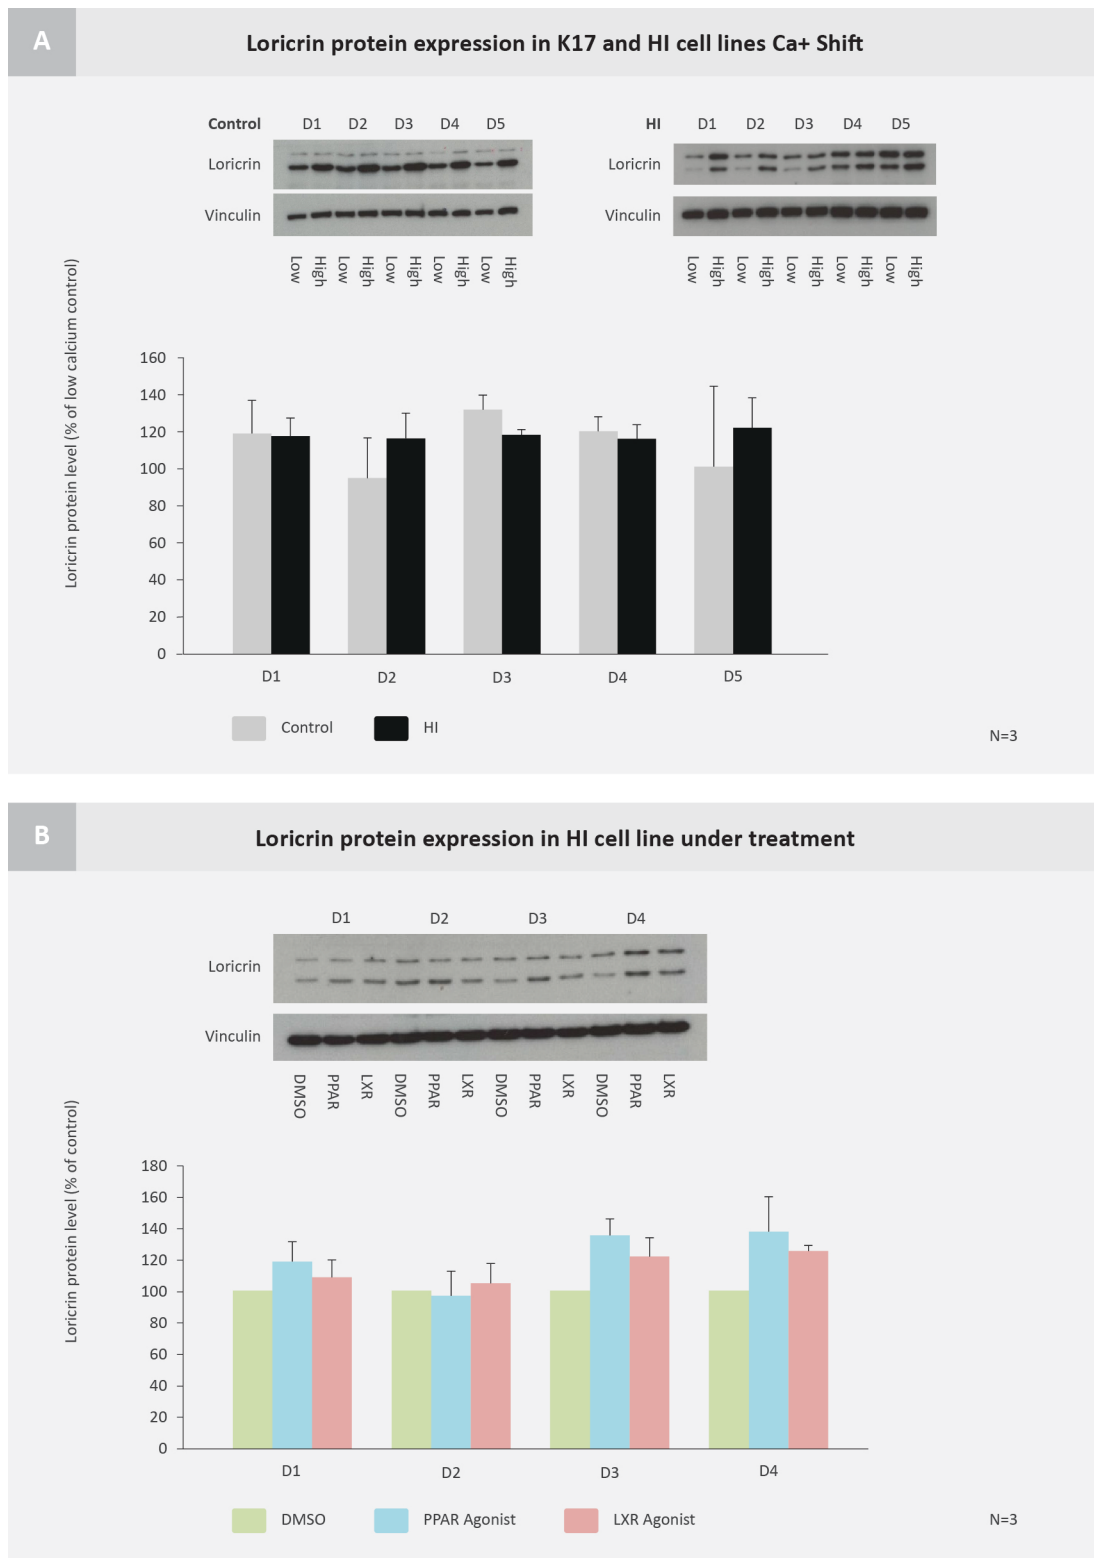 A
Loricrin protein expression in K17 and HI cell lines Ca+ Shift
Control D1 D2 D3 D4 D5
Loricrin
Vinculin
Low High Low High Low High Low High Low High
HI D1 D2 D3 D4 D5
Loricrin
Vinculin
Low High Low High Low High Low High Low High
Loricrin protein level (% of low calcium control)
160
140
120
100
80
60
40
20
0
D1 D2 D3 D4 D5
Control HI
N=3
B
Loricrin protein expression in HI cell line under treatment
D1 D2 D3 D4
Loricrin
Vinculin
DMSO PPAR LXR DMSO PPAR LXR DMSO PPAR LXR DMSO PPAR LXR
Loricrin protein level (% of control)
180
160
140
120
100
80
60
40
20
0
D1 D2 D3 D4
DMSO PPAR Agonist LXR Agonist
N=3